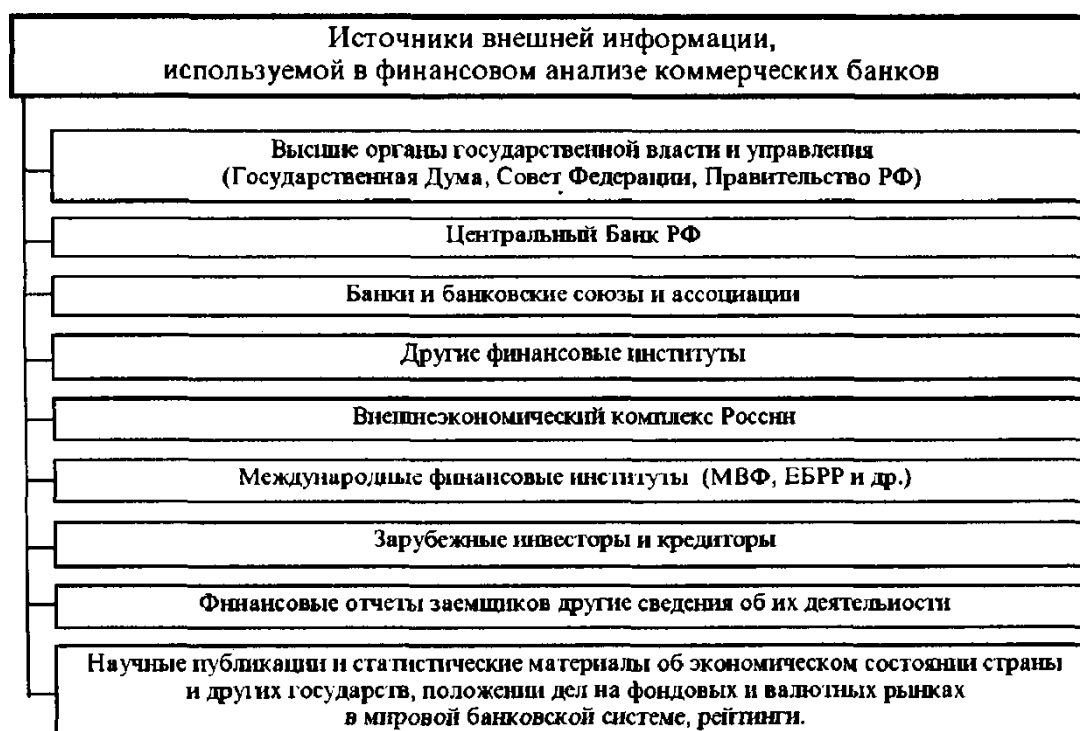 Источники внешней информации,
используемой в финансовом анализе коммерческих банков
Высшие органы государственной власти и управления
(Государственная Дума, Совет Федерации, Правительство РФ)
Центральный Банк РФ
Банки и банковские союзы и ассоциации
Другие финансовые институты
Внешнеэкономический комплекс России
Международные финансовые институты (МВФ, ЕБРР и др.)
Зарубежные инвесторы и кредиторы
Финансовые отчеты заемщиков другие сведения об их деятельности
Научные публикации и статистические материалы об экономическом состоянии страны
и других государств, положении дел на фондовых и валютных рынках
в мировой банковской системе, рейтинги.